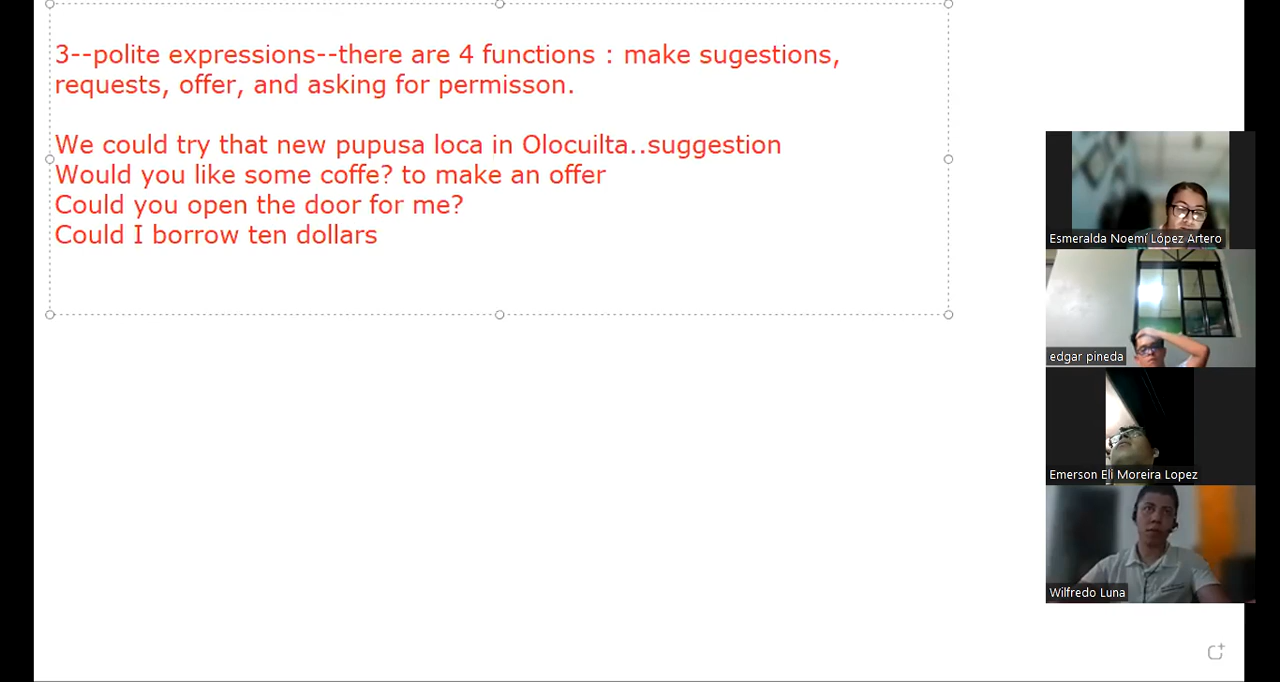 3--polite expressions--there are 4 functions : make sugestions,
requests, offer, and asking for permisson.
We could try that new pupusa loca in Olocuilta..suggestion
Would you like some coffe? to make an offer
Could you open the door for me?
Could I borrow ten dollars
Esmeralda Noemí López Artero
edgar pineda
Emerson Eli Moreira Lopez
Wilfredo Luna